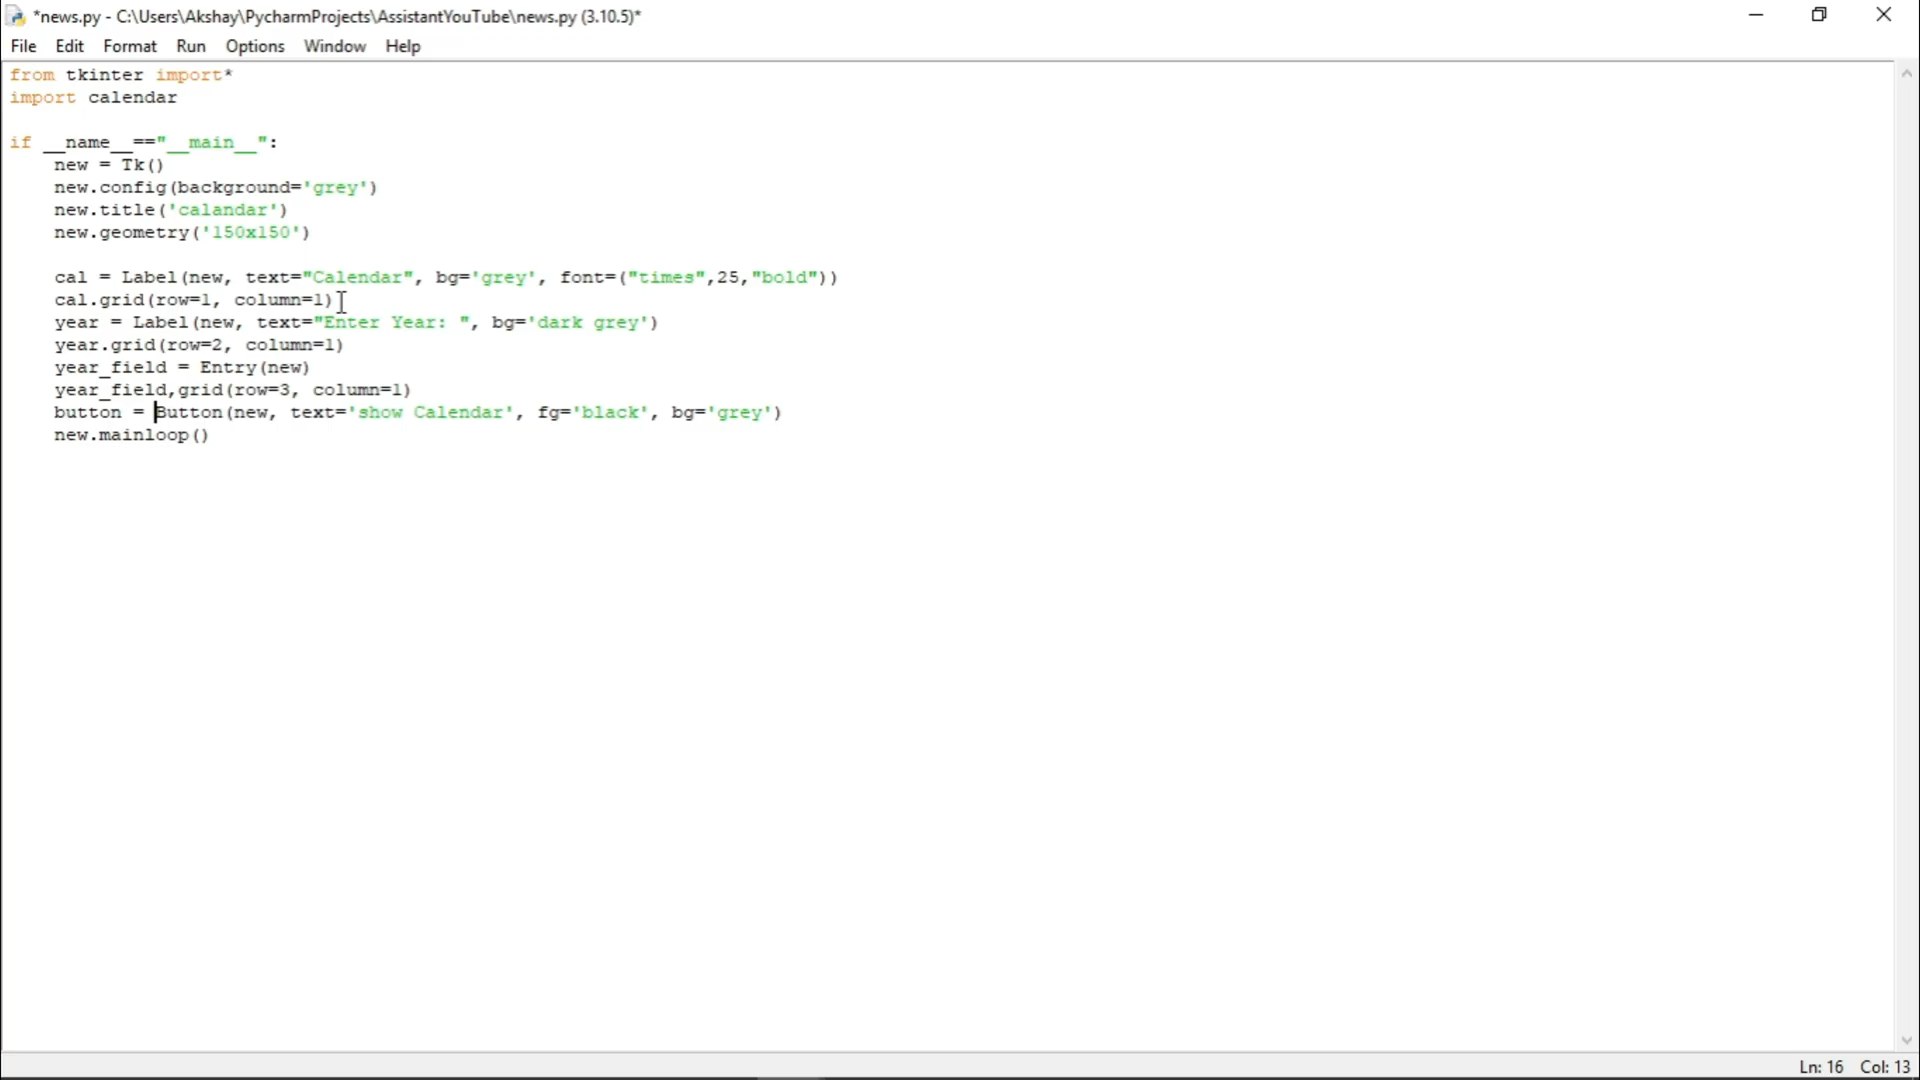 *news.py - C:\Users\Akshay\PycharmProjects\AssistantYouTube\news.py (3.10.5)*
File Edit Format Run Options Window Help
from tkinter import*
import calendar
if __name__=="__main__":
    new = Tk()
    new.config(background='grey')
    new.title('calandar')
    new.geometry('150x150')
    cal = Label(new, text="Calendar", bg='grey', font=("times",25,"bold"))
    cal.grid(row=1, column=1)
    year = Label(new, text="Enter Year: ", bg='dark grey')
    year.grid(row=2, column=1)
    year_field = Entry(new)
    year_field,grid(row=3, column=1)
    button = Button(new, text='show Calendar', fg='black', bg='grey')
    new.mainloop()
Ln: 16 Col: 13